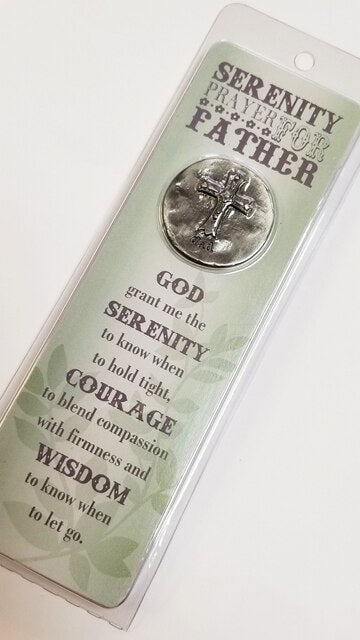 SERENITY
PRAYER FOR
FATHER
DAD
GOD
grant me the
SERENITY
to know when
to hold tight,
COURAGE
to blend compassion
with firmness and
WISDOM
to know when
to let go.